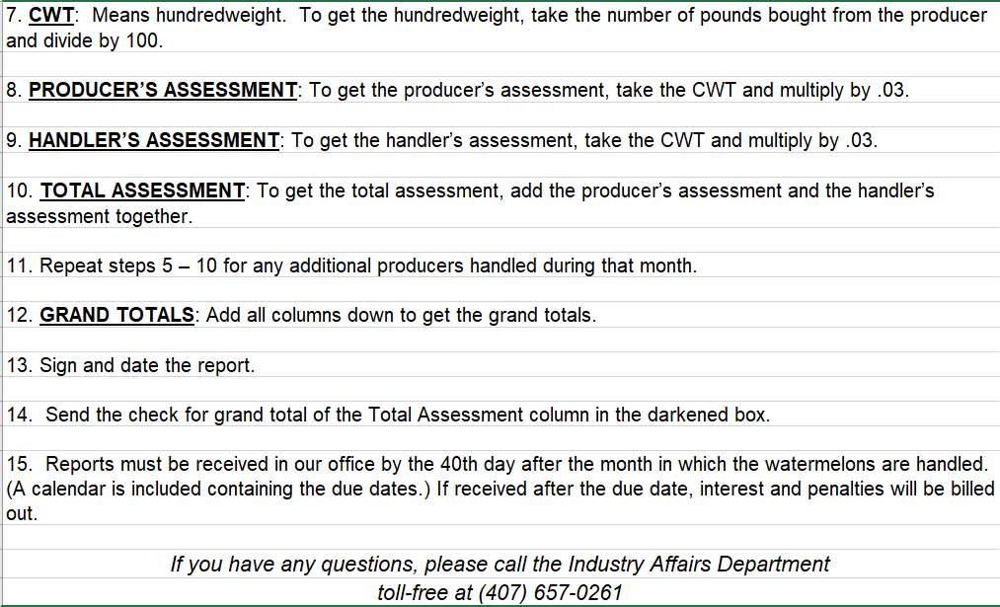 7. CWT:  Means hundredweight.  To get the hundredweight, take the number of pounds bought from the producer
and divide by 100.
8. PRODUCER’S ASSESSMENT: To get the producer’s assessment, take the CWT and multiply by .03.
9. HANDLER’S ASSESSMENT: To get the handler’s assessment, take the CWT and multiply by .03.
10. TOTAL ASSESSMENT: To get the total assessment, add the producer’s assessment and the handler’s
assessment together.
11. Repeat steps 5 – 10 for any additional producers handled during that month.
12. GRAND TOTALS: Add all columns down to get the grand totals.
13. Sign and date the report.
14.  Send the check for grand total of the Total Assessment column in the darkened box.
15.  Reports must be received in our office by the 40th day after the month in which the watermelons are handled.
(A calendar is included containing the due dates.) If received after the due date, interest and penalties will be billed
out.
If you have any questions, please call the Industry Affairs Department
toll-free at (407) 657-0261